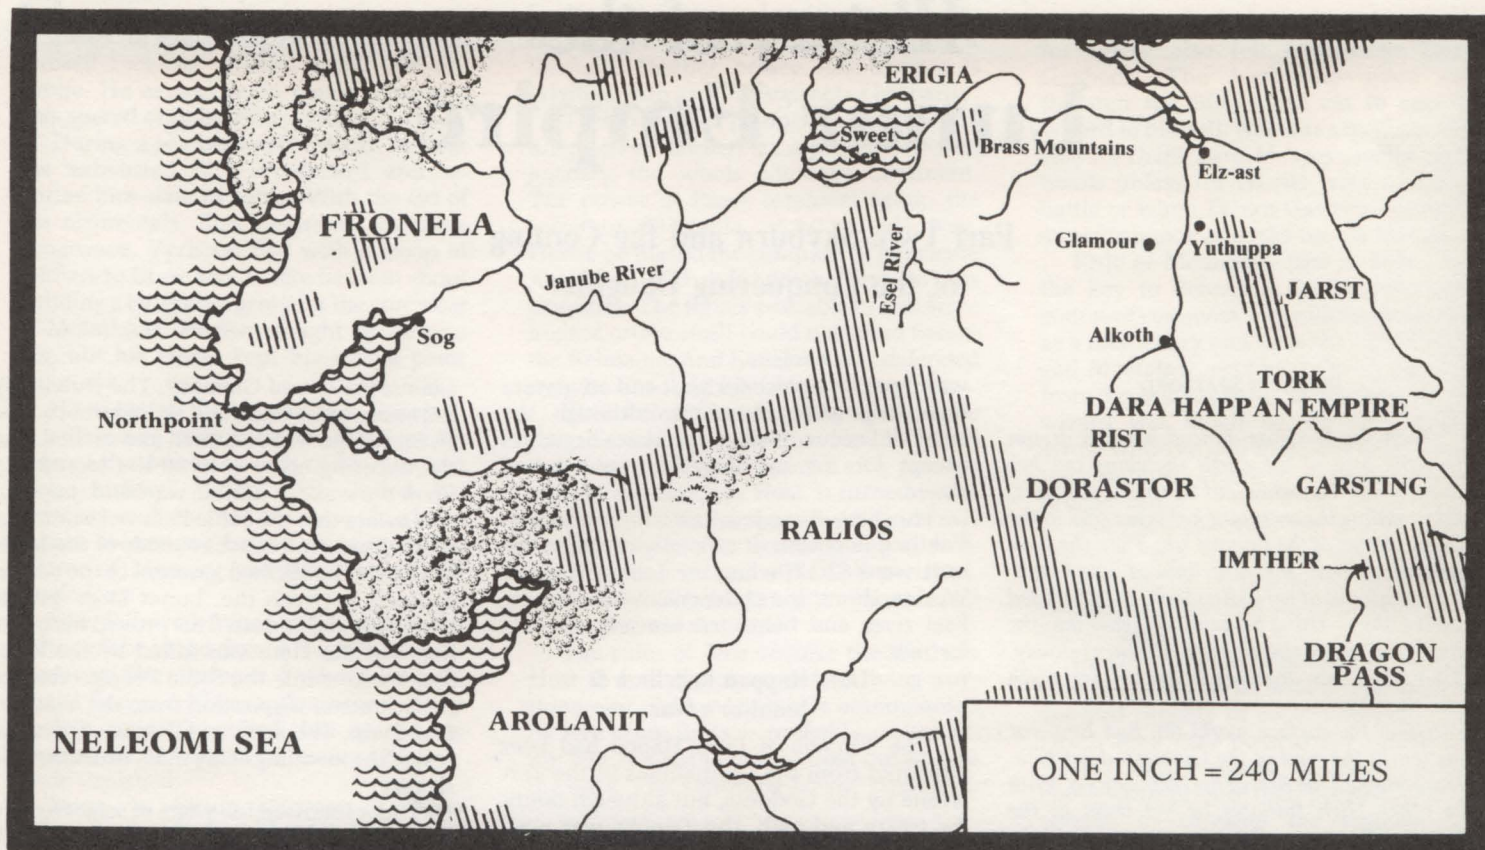 ERIGIA
Sweet
Sea
Brass Mountains
Elz-ast
FRONELA
Glamour
Yuthuppa
Janube River
Esel River
JARST
Sog
Alkoth
TORK
Northpoint
DARA HAPPAN EMPIRE
RIST
DORASTOR
GARSTING
RALIOS
IMTHER
DRAGON
PASS
AROLANIT
NELEOMI SEA
ONE INCH = 240 MILES